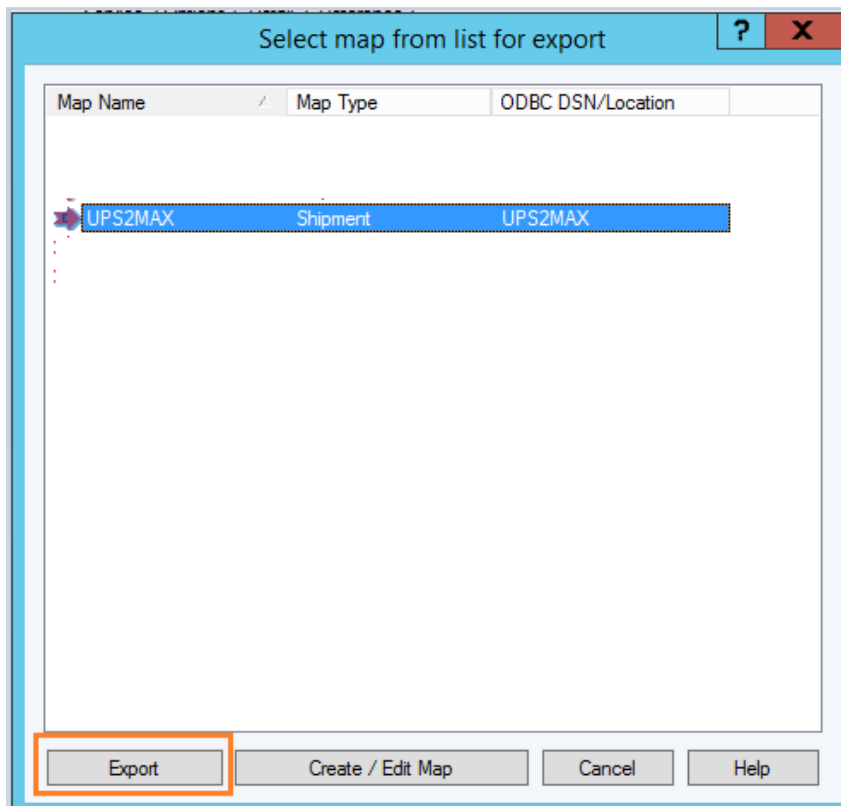 Select map from list for export
? X
Map Name Map Type ODBC DSN/Location
E UPS2MAX Shipment UPS2MAX
Export Create / Edit Map Cancel Help